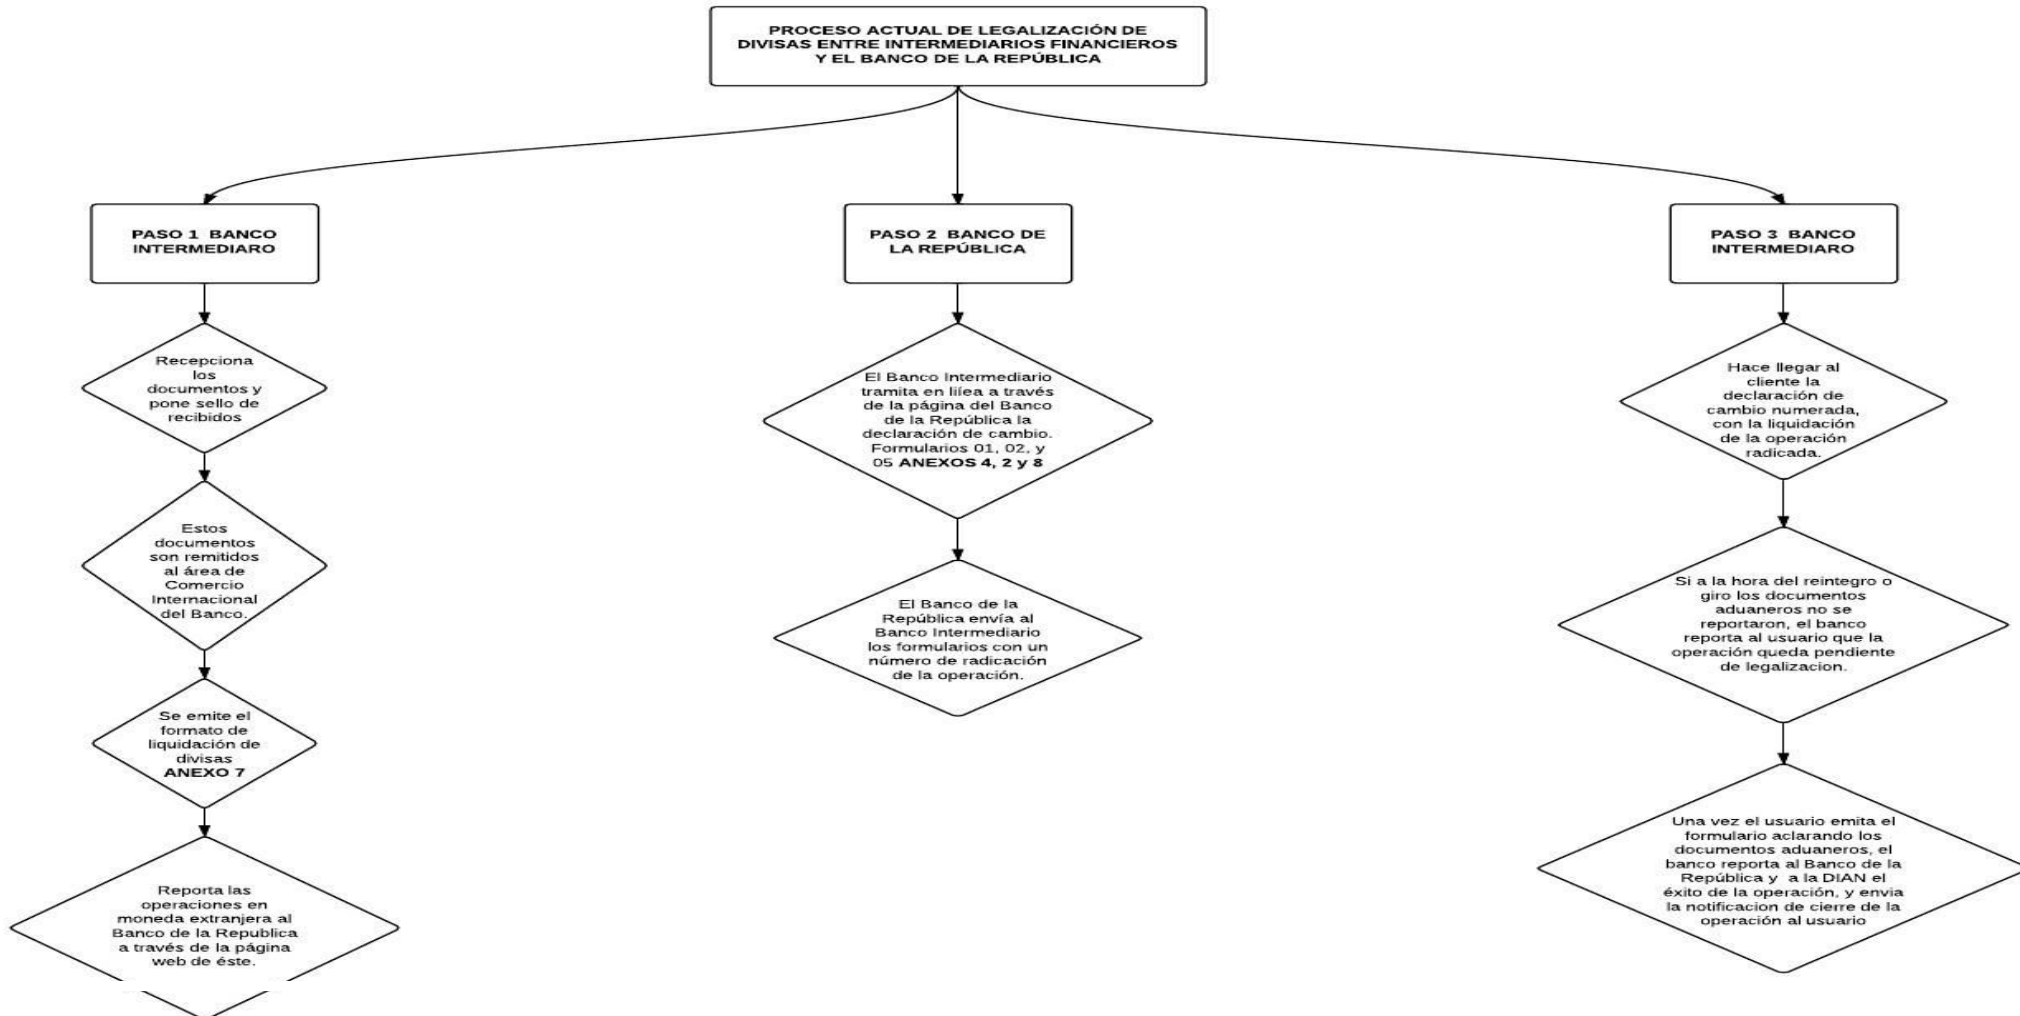 PROCESO ACTUAL DE LEGALIZACIÓN DE
DIVISAS ENTRE INTERMEDIARIOS FINANCIEROS
Y EL BANCO DE LA REPÚBLICA
PASO 1 BANCO
INTERMEDIARO
Recepciona
los
documentos y
pone sello de
recibidos
Estos
documentos
son remitidos
al área de
Comercio
Internacional
del Banco.
Se emite el
formato de
liquidación de
divisas
ANEXO 7
Reporta las
operaciones en
moneda extranjera al
Banco de la Republica
a través de la página
web de éste.
PASO 2 BANCO DE
LA REPÚBLICA
El Banco Intermediario
tramita en liíea a través
de la página del Banco
de la República la
declaración de cambio.
Formularios 01, 02, y
05 ANEXOS 4, 2 y 8
El Banco de la
República envía al
Banco Intermediario
los formularios con un
número de radicación
de la operación.
PASO 3 BANCO
INTERMEDIARO
Hace llegar al
cliente la
declaración de
cambio numerada,
con la liquidación
de la operación
radicada.
Si a la hora del reintegro o
giro los documentos
aduaneros no se
reportaron, el banco
reporta al usuario que la
operación queda pendiente
de legalizacion.
Una vez el usuario emita el
formulario aclarando los
documentos aduaneros, el
banco reporta al Banco de la
República y a la DIAN el
éxito de la operación, y envia
la notificacion de cierre de la
operación al usuario